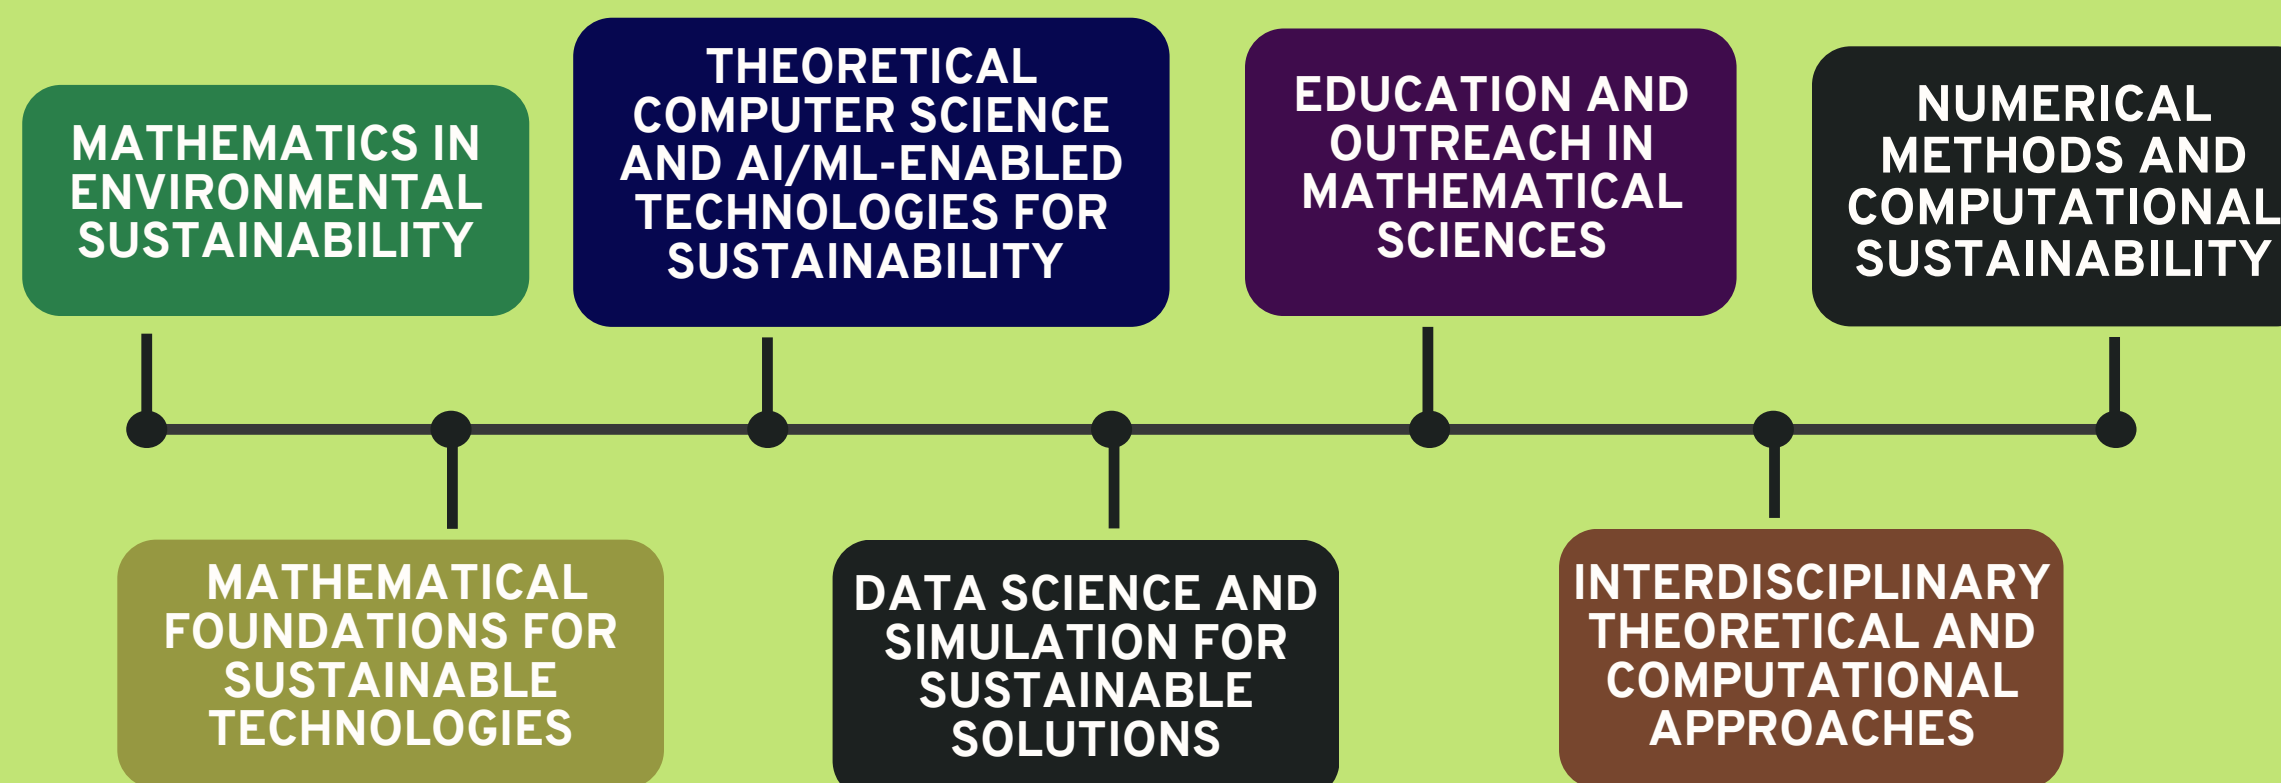 MATHEMATICS IN
ENVIRONMENTAL
SUSTAINABILITY
THEORETICAL
COMPUTER SCIENCE
AND AI/ML-ENABLED
TECHNOLOGIES FOR
SUSTAINABILITY
EDUCATION AND
OUTREACH IN
MATHEMATICAL
SCIENCES
NUMERICAL
METHODS AND
COMPUTATIONAL
SUSTAINABILITY
MATHEMATICAL
FOUNDATIONS FOR
SUSTAINABLE
TECHNOLOGIES
DATA SCIENCE AND
SIMULATION FOR
SUSTAINABLE
SOLUTIONS
INTERDISCIPLINARY
THEORETICAL AND
COMPUTATIONAL
APPROACHES